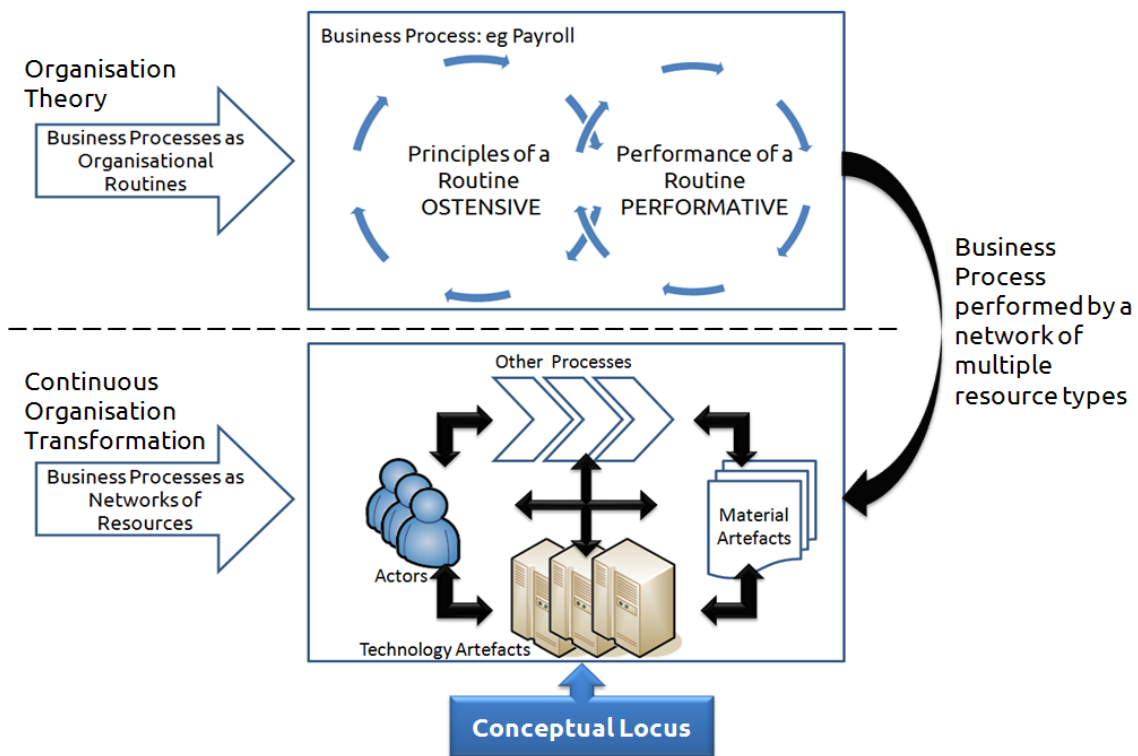 Business Process: eg Payroll
Organisation
Theory
Business Processes as
Organisational
Routines
Principles of a
Routine
OSTENSIVE
Performance of a
Routine
PERFORMATIVE
Business
Process
performed by a
network of
multiple
resource types
Continuous
Organisation
Transformation
Business Processes as
Networks of
Resources
Other Processes
Actors
Material
Artefacts
Technology Artefacts
Conceptual Locus